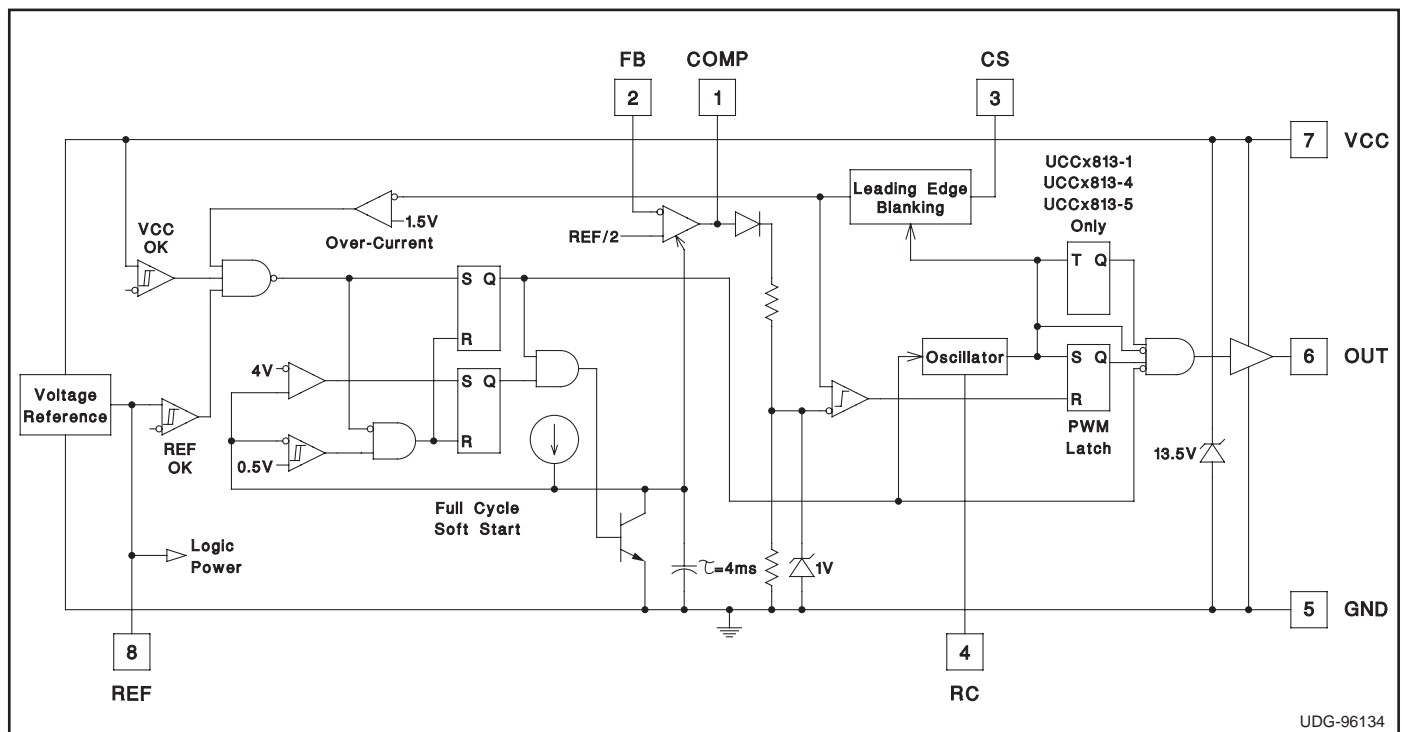 FB
COMP
CS
2
1
3
7
VCC
UCCx813-1
UCCx813-4
UCCx813-5
Only
Leading Edge
Blanking
1.5V
Over-Current
VCC
OK
REF/2
T Q
S Q
R
Oscillator
S Q
R
PWM
Latch
6
OUT
4V
S Q
R
Voltage
Reference
REF
OK
0.5V
13.5V
Full Cycle
Soft Start
Logic
Power
τ=4ms
1V
5
GND
8
REF
4
RC
UDG-96134